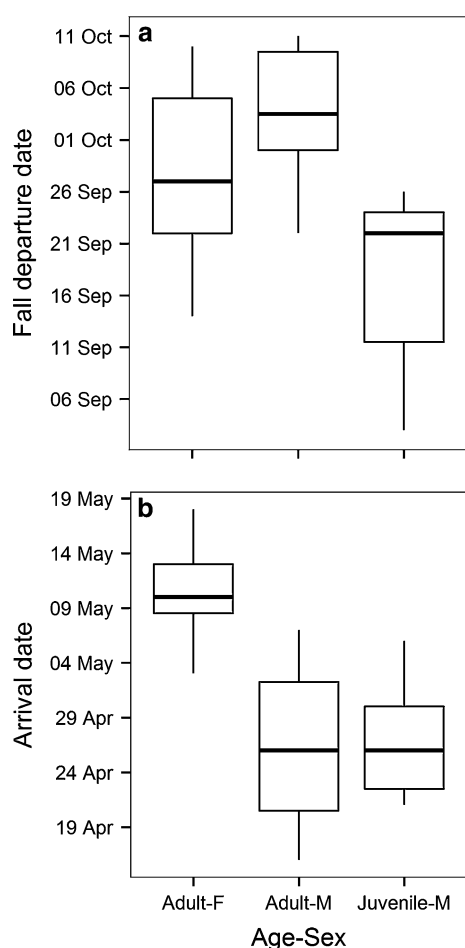 a
11 Oct
06 Oct
01 Oct
26 Sep
21 Sep
16 Sep
11 Sep
06 Sep
Fall departure date
b
19 May
14 May
09 May
04 May
29 Apr
24 Apr
19 Apr
Arrival date
Adult-F Adult-M Juvenile-M
Age-Sex